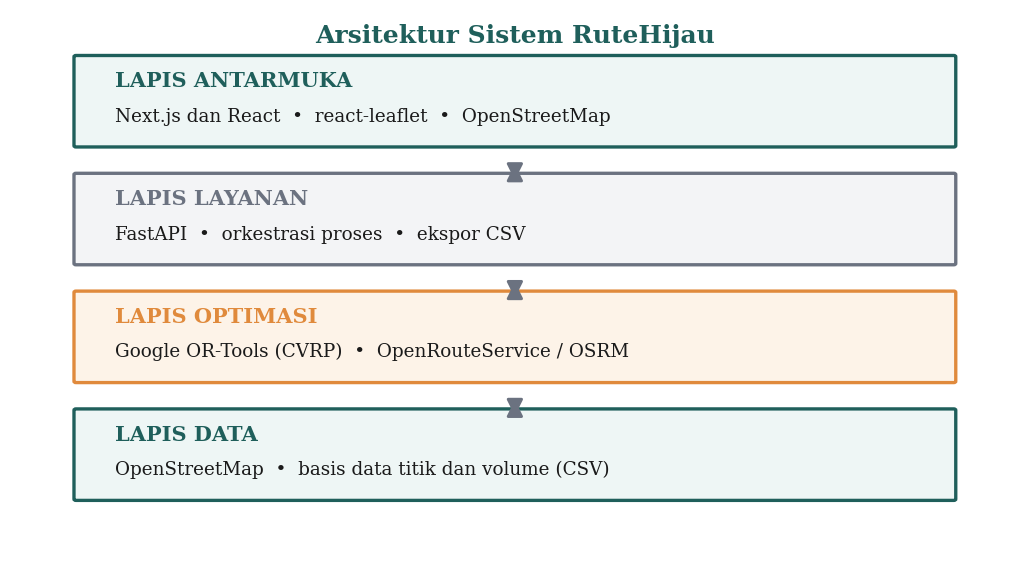 Arsitektur Sistem RuteHijau
LAPIS ANTARMUKA
Next.js dan React • react-leaflet • OpenStreetMap
LAPIS LAYANAN
FastAPI • orkestrasi proses • ekspor CSV
LAPIS OPTIMASI
Google OR-Tools (CVRP) • OpenRouteService / OSRM
LAPIS DATA
OpenStreetMap • basis data titik dan volume (CSV)